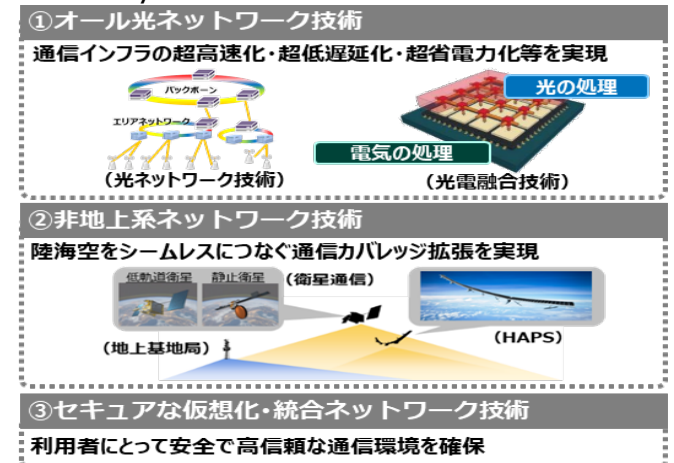 ①オール光ネットワーク技術
通信インフラの超高速化・超低遅延化・超省電力化等を実現
バックボーン
エリアネットワーク
光の処理
電気の処理
(光ネットワーク技術)
(光電融合技術)
②非地上系ネットワーク技術
陸海空をシームレスにつなぐ通信カバレッジ拡張を実現
低軌道衛星 静止衛星 (衛星通信)
(HAPS)
(地上基地局)
③セキュアな仮想化・統合ネットワーク技術
利用者にとって安全で高信頼な通信環境を確保